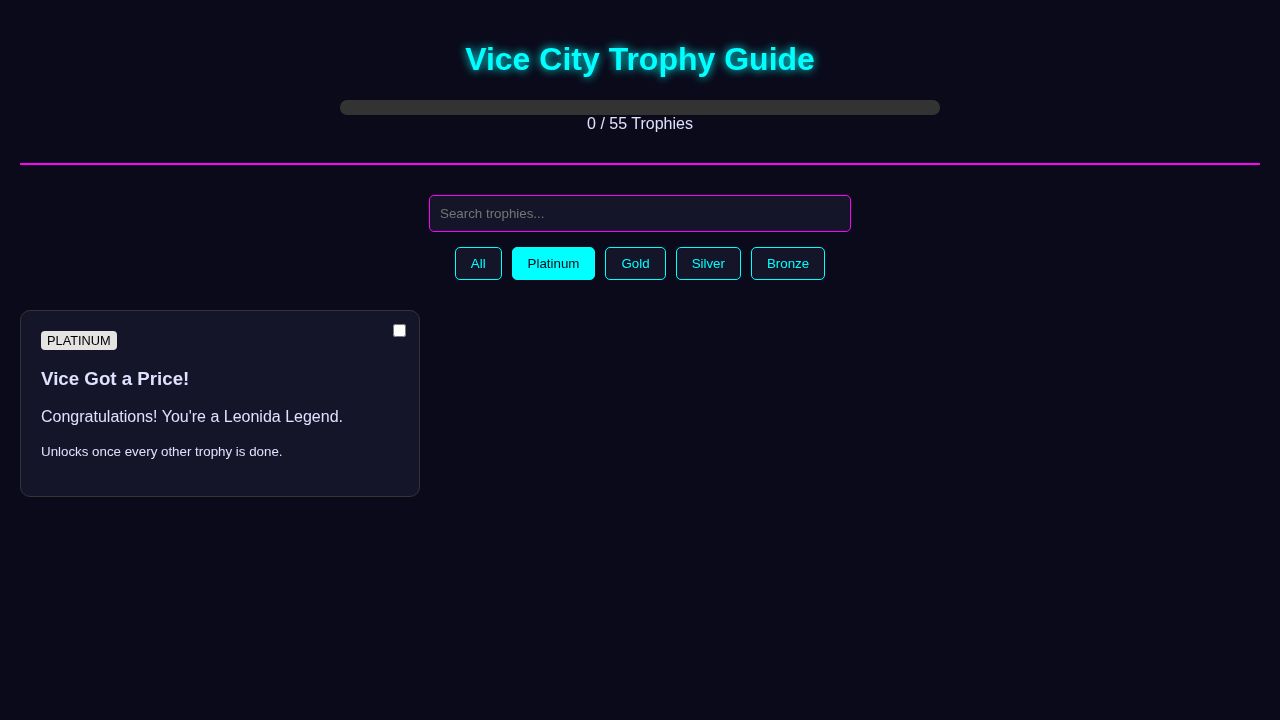 Vice City Trophy Guide
0 / 55 Trophies
Search trophies...
All
Platinum
Gold
Silver
Bronze
PLATINUM
Vice Got a Price!
Congratulations! You're a Leonida Legend.
Unlocks once every other trophy is done.